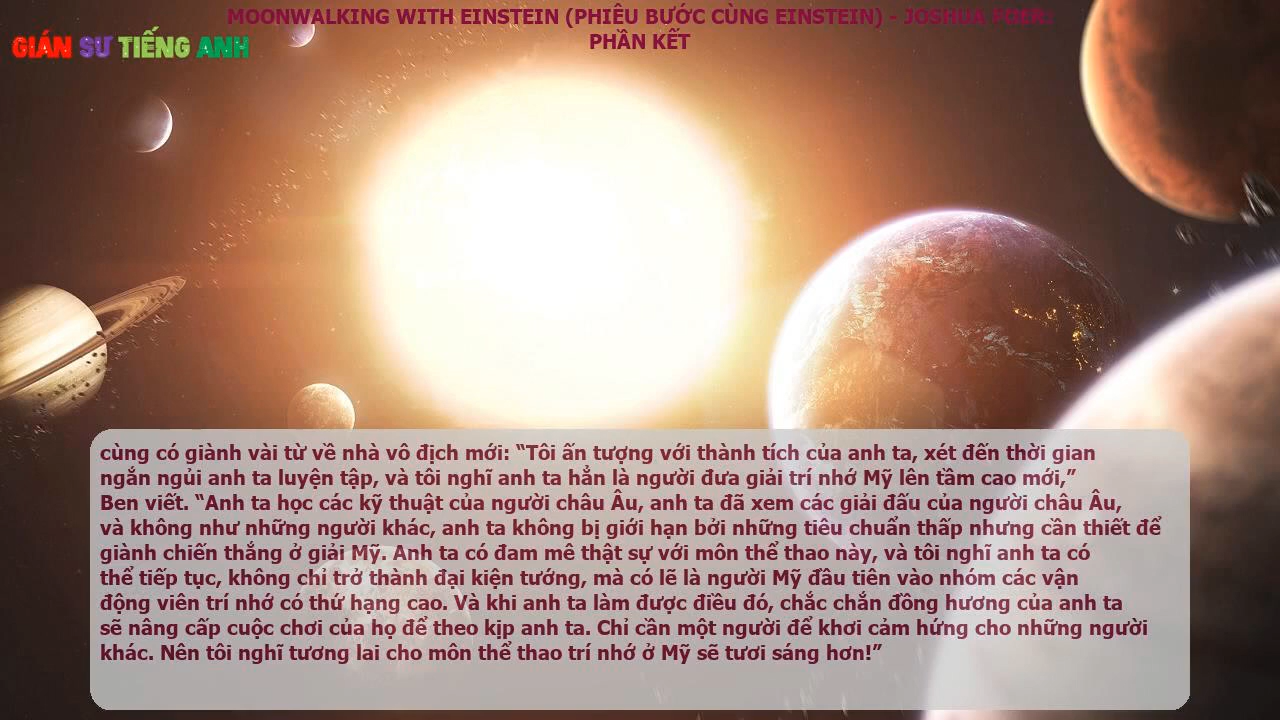 MOONWALKING WITH EINSTEIN (PHIÊU BƯỚC CÙNG EINSTEIN) - JOSHUA FOER:
PHẦN KẾT
GIÁN SƯ TIẾNG ANH
cùng có giành vài từ về nhà vô địch mới: “Tôi ấn tượng với thành tích của anh ta, xét đến thời gian
ngắn ngủi anh ta luyện tập, và tôi nghĩ anh ta hẳn là người đưa giải trí nhớ Mỹ lên tầm cao mới,”
Ben viết. “Anh ta học các kỹ thuật của người châu Âu, anh ta đã xem các giải đấu của người châu Âu,
và không như những người khác, anh ta không bị giới hạn bởi những tiêu chuẩn thấp nhưng cần thiết để
giành chiến thắng ở giải Mỹ. Anh ta có đam mê thật sự với môn thể thao này, và tôi nghĩ anh ta có
thể tiếp tục, không chỉ trở thành đại kiện tướng, mà có lẽ là người Mỹ đầu tiên vào nhóm các vận
động viên trí nhớ có thứ hạng cao. Và khi anh ta làm được điều đó, chắc chắn đồng hương của anh ta
sẽ nâng cấp cuộc chơi của họ để theo kịp anh ta. Chỉ cần một người để khơi cảm hứng cho những người
khác. Nên tôi nghĩ tương lai cho môn thể thao trí nhớ ở Mỹ sẽ tươi sáng hơn!”